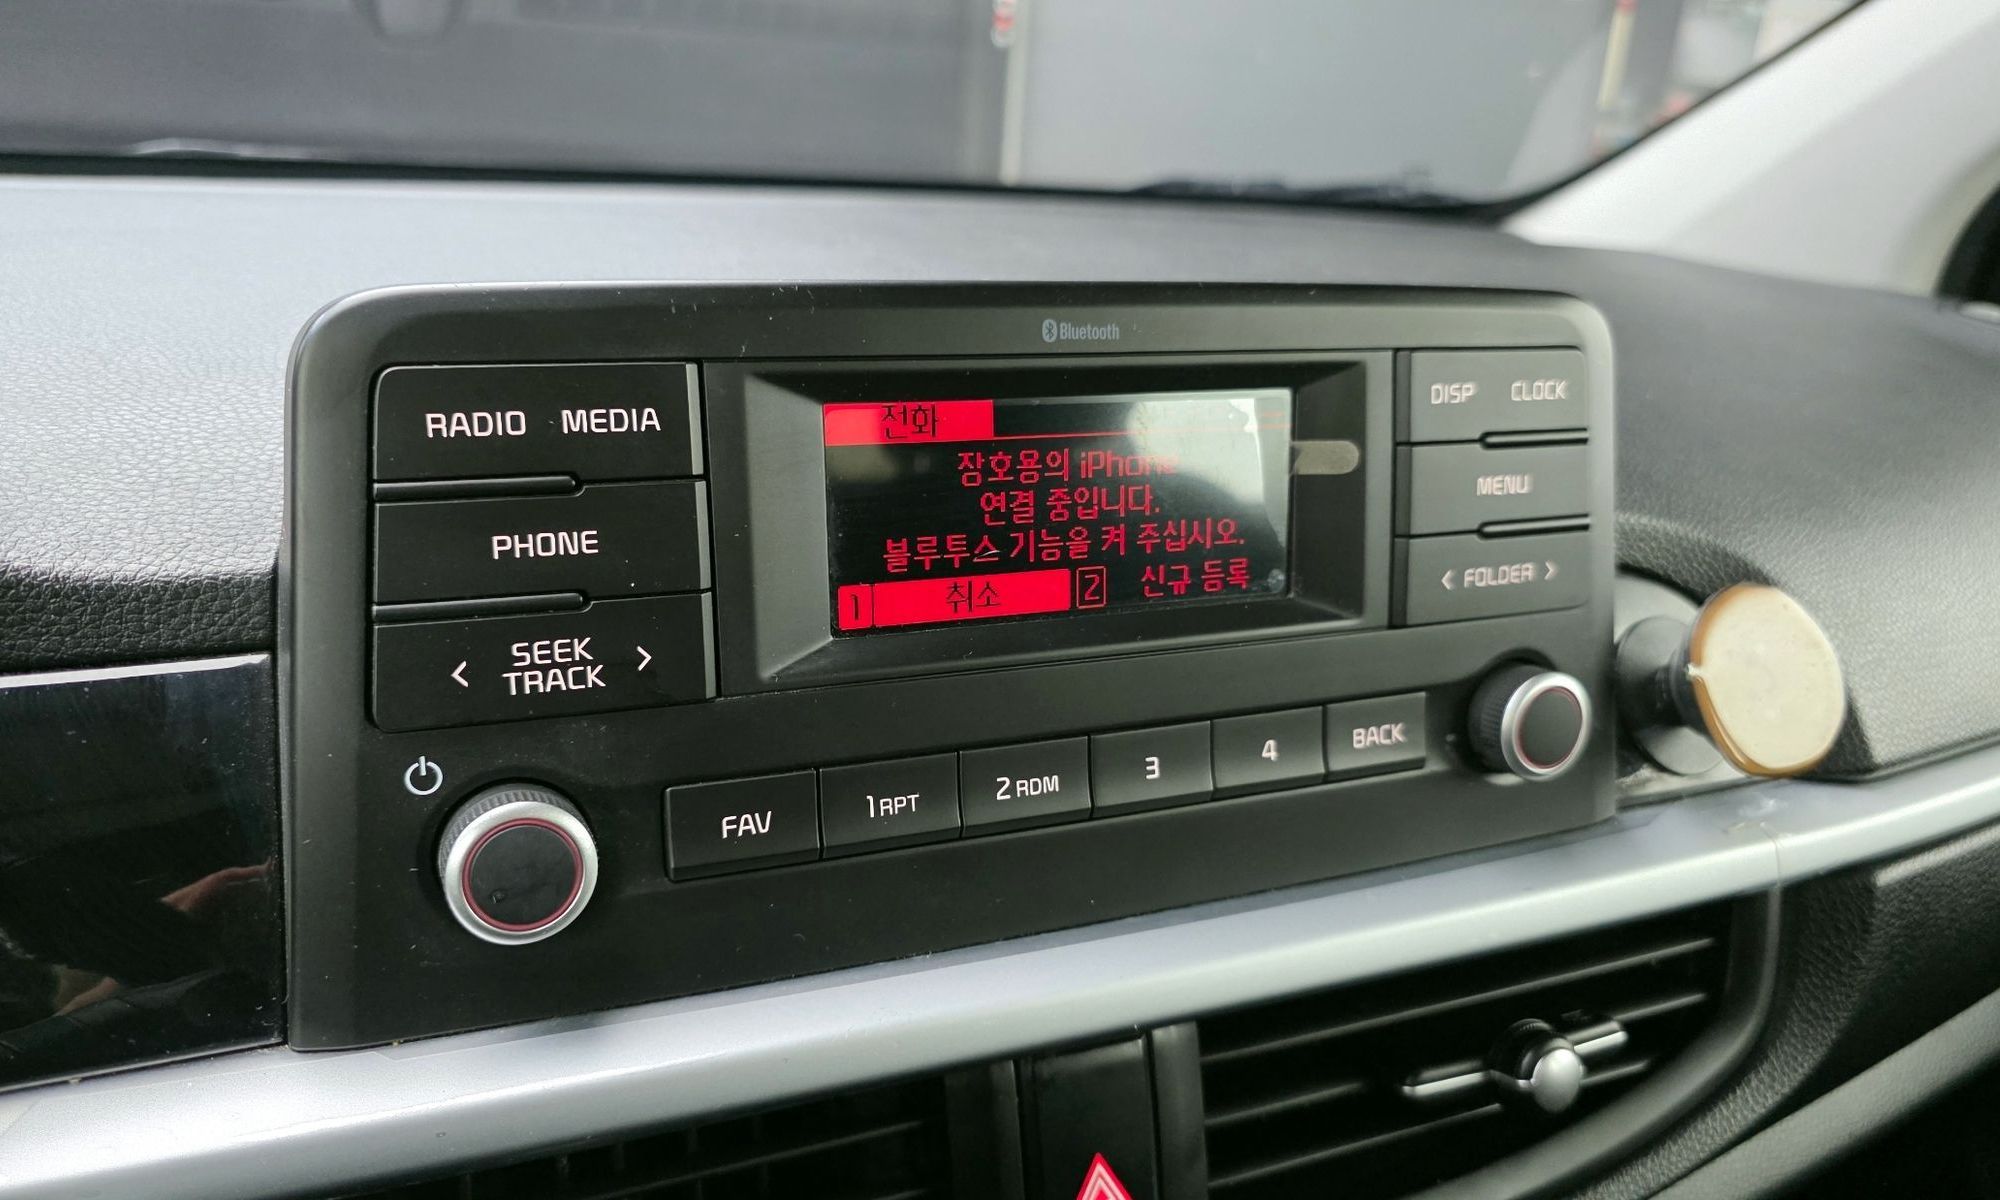 Bluetooth
RADIO MEDIA
PHONE
< SEEK TRACK >
전화
장호용의 iPhone
연결 중입니다.
블루투스 기능을 켜 주십시오.
1 취소 2 신규 등록
DISP CLOCK
MENU
< FOLDER >
FAV 1 RPT 2 RDM 3 4 BACK